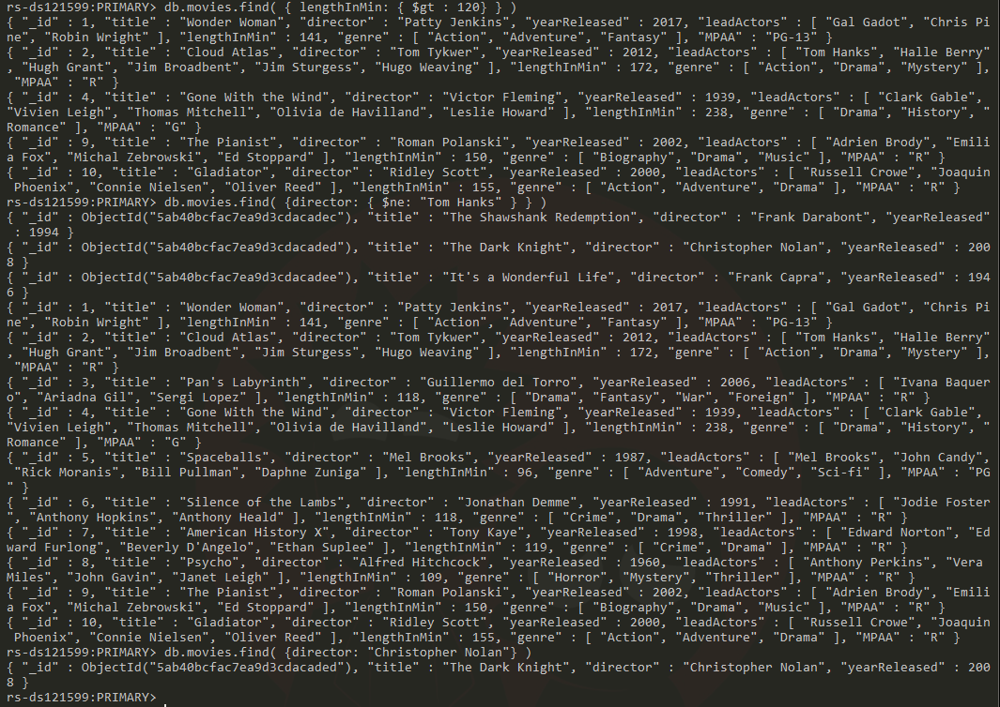 rs-ds121599:PRIMARY> db.movies.find( { lengthInMin: { $gt : 120} } )
{ "_id" : 1, "title" : "Wonder Woman", "director" : "Patty Jenkins", "yearReleased" : 2017, "leadActors" : [ "Gal Gadot", "Chris Pi
ne", "Robin Wright" ], "lengthInMin" : 141, "genre" : [ "Action", "Adventure", "Fantasy" ], "MPAA" : "PG-13" }
{ "_id" : 2, "title" : "Cloud Atlas", "director" : "Tom Tykwer", "yearReleased" : 2012, "leadActors" : [ "Tom Hanks", "Halle Berry"
, "Hugh Grant", "Jim Broadbent", "Jim Sturgess", "Hugo Weaving" ], "lengthInMin" : 172, "genre" : [ "Action", "Drama", "Mystery" ],
 "MPAA" : "R" }
{ "_id" : 4, "title" : "Gone With the Wind", "director" : "Victor Fleming", "yearReleased" : 1939, "leadActors" : [ "Clark Gable",
"Vivien Leigh", "Thomas Mitchell", "Olivia de Havilland", "Leslie Howard" ], "lengthInMin" : 238, "genre" : [ "Drama", "History", "
Romance" ], "MPAA" : "G" }
{ "_id" : 9, "title" : "The Pianist", "director" : "Roman Polanski", "yearReleased" : 2002, "leadActors" : [ "Adrien Brody", "Emili
a Fox", "Michal Zebrowski", "Ed Stoppard" ], "lengthInMin" : 150, "genre" : [ "Biography", "Drama", "Music" ], "MPAA" : "R" }
{ "_id" : 10, "title" : "Gladiator", "director" : "Ridley Scott", "yearReleased" : 2000, "leadActors" : [ "Russell Crowe", "Joaquin
 Phoenix", "Connie Nielsen", "Oliver Reed" ], "lengthInMin" : 155, "genre" : [ "Action", "Adventure", "Drama" ], "MPAA" : "R" }
rs-ds121599:PRIMARY> db.movies.find( {director: { $ne: "Tom Hanks" } } )
{ "_id" : ObjectId("5ab40bcfac7ea9d3cdacadec"), "title" : "The Shawshank Redemption", "director" : "Frank Darabont", "yearReleased"
 : 1994 }
{ "_id" : ObjectId("5ab40bcfac7ea9d3cdacaded"), "title" : "The Dark Knight", "director" : "Christopher Nolan", "yearReleased" : 200
8 }
{ "_id" : ObjectId("5ab40bcfac7ea9d3cdacadee"), "title" : "It's a Wonderful Life", "director" : "Frank Capra", "yearReleased" : 194
6 }
{ "_id" : 1, "title" : "Wonder Woman", "director" : "Patty Jenkins", "yearReleased" : 2017, "leadActors" : [ "Gal Gadot", "Chris Pi
ne", "Robin Wright" ], "lengthInMin" : 141, "genre" : [ "Action", "Adventure", "Fantasy" ], "MPAA" : "PG-13" }
{ "_id" : 2, "title" : "Cloud Atlas", "director" : "Tom Tykwer", "yearReleased" : 2012, "leadActors" : [ "Tom Hanks", "Halle Berry"
, "Hugh Grant", "Jim Broadbent", "Jim Sturgess", "Hugo Weaving" ], "lengthInMin" : 172, "genre" : [ "Action", "Drama", "Mystery" ],
 "MPAA" : "R" }
{ "_id" : 3, "title" : "Pan's Labyrinth", "director" : "Guillermo del Torro", "yearReleased" : 2006, "leadActors" : [ "Ivana Baquer
o", "Ariadna Gil", "Sergi Lopez" ], "lengthInMin" : 118, "genre" : [ "Drama", "Fantasy", "War", "Foreign" ], "MPAA" : "R" }
{ "_id" : 4, "title" : "Gone With the Wind", "director" : "Victor Fleming", "yearReleased" : 1939, "leadActors" : [ "Clark Gable",
"Vivien Leigh", "Thomas Mitchell", "Olivia de Havilland", "Leslie Howard" ], "lengthInMin" : 238, "genre" : [ "Drama", "History", "
Romance" ], "MPAA" : "G" }
{ "_id" : 5, "title" : "Spaceballs", "director" : "Mel Brooks", "yearReleased" : 1987, "leadActors" : [ "Mel Brooks", "John Candy",
 "Rick Moranis", "Bill Pullman", "Daphne Zuniga" ], "lengthInMin" : 96, "genre" : [ "Adventure", "Comedy", "Sci-fi" ], "MPAA" : "PG
" }
{ "_id" : 6, "title" : "Silence of the Lambs", "director" : "Jonathan Demme", "yearReleased" : 1991, "leadActors" : [ "Jodie Foster
", "Anthony Hopkins", "Anthony Heald" ], "lengthInMin" : 118, "genre" : [ "Crime", "Drama", "Thriller" ], "MPAA" : "R" }
{ "_id" : 7, "title" : "American History X", "director" : "Tony Kaye", "yearReleased" : 1998, "leadActors" : [ "Edward Norton", "Ed
ward Furlong", "Beverly D'Angelo", "Ethan Suplee" ], "lengthInMin" : 119, "genre" : [ "Crime", "Drama" ], "MPAA" : "R" }
{ "_id" : 8, "title" : "Psycho", "director" : "Alfred Hitchcock", "yearReleased" : 1960, "leadActors" : [ "Anthony Perkins", "Vera
Miles", "John Gavin", "Janet Leigh" ], "lengthInMin" : 109, "genre" : [ "Horror", "Mystery", "Thriller" ], "MPAA" : "R" }
{ "_id" : 9, "title" : "The Pianist", "director" : "Roman Polanski", "yearReleased" : 2002, "leadActors" : [ "Adrien Brody", "Emili
a Fox", "Michal Zebrowski", "Ed Stoppard" ], "lengthInMin" : 150, "genre" : [ "Biography", "Drama", "Music" ], "MPAA" : "R" }
{ "_id" : 10, "title" : "Gladiator", "director" : "Ridley Scott", "yearReleased" : 2000, "leadActors" : [ "Russell Crowe", "Joaquin
 Phoenix", "Connie Nielsen", "Oliver Reed" ], "lengthInMin" : 155, "genre" : [ "Action", "Adventure", "Drama" ], "MPAA" : "R" }
rs-ds121599:PRIMARY> db.movies.find( {director: "Christopher Nolan"} )
{ "_id" : ObjectId("5ab40bcfac7ea9d3cdacaded"), "title" : "The Dark Knight", "director" : "Christopher Nolan", "yearReleased" : 200
8 }
rs-ds121599:PRIMARY>